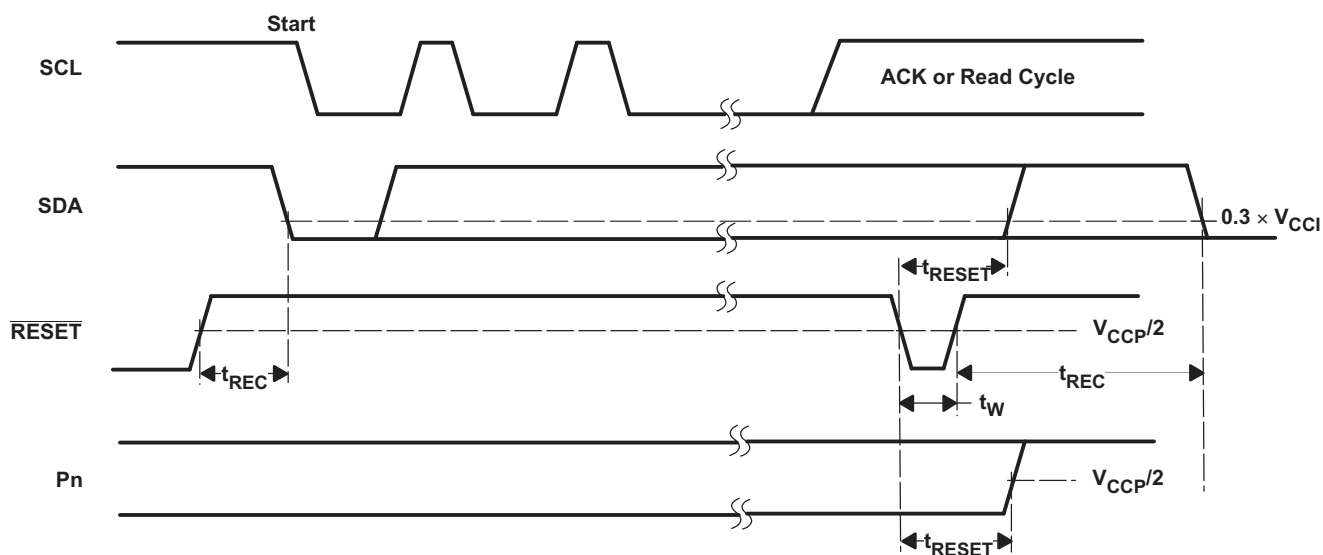 Start
SCL
ACK or Read Cycle
SDA
0.3 × VCCI
tRESET
RESET
VCCP/2
tREC
tREC
tW
Pn
VCCP/2
tRESET